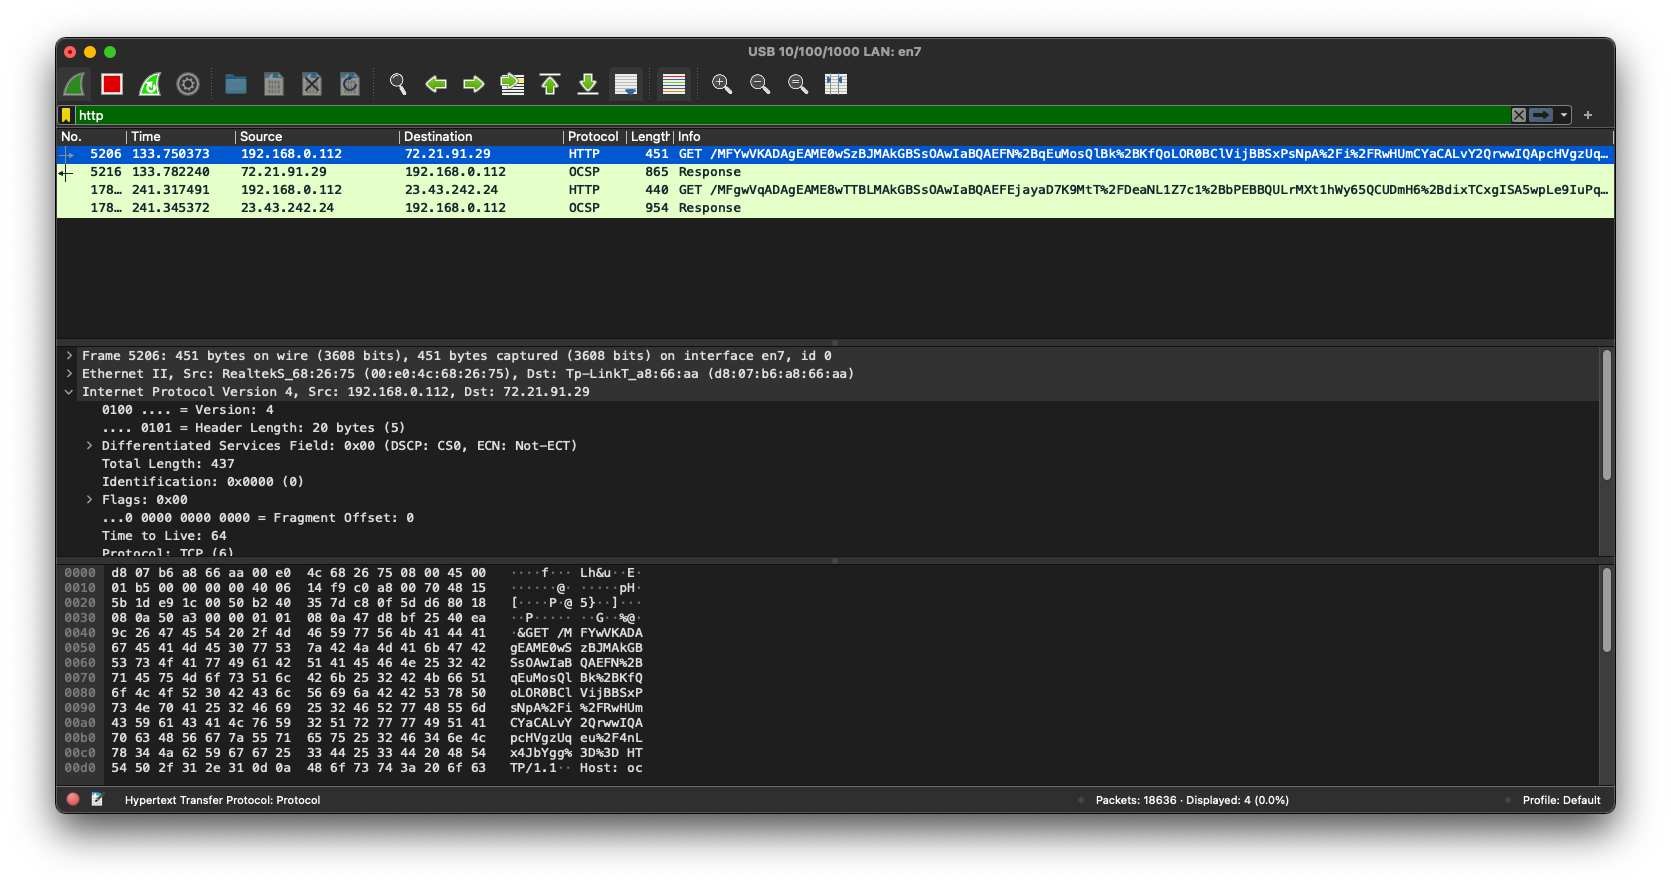 USB 10/100/1000 LAN: en7
http
No. Time Source Destination Protocol Length Info
5206 133.750373 192.168.0.112 72.21.91.29 HTTP 451 GET /MFYwVKADAgEAME0wSzBJMAkGBSsOAwIaBQAEFN%2BqEuMosQlBk%2BKfQoLOR0BClVijBBSxPsNpA%2Fi%2FRwHUmCYaCALvY2QrwwIQApcHVgzUq…
5216 133.782240 72.21.91.29 192.168.0.112 OCSP 865 Response
178… 241.317491 192.168.0.112 23.43.242.24 HTTP 440 GET /MFgwVqADAgEAME8wTTBLMAkGBSsOAwIaBQAEFEjayaD7K9MtT%2FDeaNL1Z7c1%2BbPEBBQULrMXt1hWy65QCUDmH6%2BdixTCxgISA5wpLe9IuPq…
178… 241.345372 23.43.242.24 192.168.0.112 OCSP 954 Response
Frame 5206: 451 bytes on wire (3608 bits), 451 bytes captured (3608 bits) on interface en7, id 0
Ethernet II, Src: RealtekS_68:26:75 (00:e0:4c:68:26:75), Dst: Tp-LinkT_a8:66:aa (d8:07:b6:a8:66:aa)
Internet Protocol Version 4, Src: 192.168.0.112, Dst: 72.21.91.29
0100 .... = Version: 4
.... 0101 = Header Length: 20 bytes (5)
Differentiated Services Field: 0x00 (DSCP: CS0, ECN: Not-ECT)
Total Length: 437
Identification: 0x0000 (0)
Flags: 0x00
...0 0000 0000 0000 = Fragment Offset: 0
Time to Live: 64
Protocol: TCP (6)
0000 d8 07 b6 a8 66 aa 00 e0 4c 68 26 75 08 00 45 00 ····f··· Lh&u··E·
0010 01 b5 00 00 00 00 40 06 14 f9 c0 a8 00 70 48 15 ······@· ·····pH·
0020 5b 1d e9 1c 00 50 b2 40 35 7d c8 0f 5d d6 80 18 [····P·@ 5}··]···
0030 08 0a 50 a3 00 00 01 01 08 0a 47 d8 bf 25 40 ea ··P····· ··G··%@·
0040 9c 26 47 45 54 20 2f 4d 46 59 77 56 4b 41 44 41 ·&GET /M FYwVKADA
0050 67 45 41 4d 45 30 77 53 7a 42 4a 4d 41 6b 47 42 gEAME0wS zBJMAkGB
0060 53 73 4f 41 77 49 61 42 51 41 45 46 4e 25 32 42 SsOAwIaB QAEFN%2B
0070 71 45 75 4d 6f 73 51 6c 42 6b 25 32 42 4b 66 51 qEuMosQl Bk%2BKfQ
0080 6f 4c 4f 52 30 42 43 6c 56 69 6a 42 42 53 78 50 oLOR0BCl VijBBSxP
0090 73 4e 70 41 25 32 46 69 25 32 46 52 77 48 55 6d sNpA%2Fi %2FRwHUm
00a0 43 59 61 43 41 4c 76 59 32 51 72 77 77 49 51 41 CYaCALvY 2QrwwIQA
00b0 70 63 48 56 67 7a 55 71 65 75 25 32 46 34 6e 4c pcHVgzUq eu%2F4nL
00c0 78 34 4a 62 59 67 67 25 33 44 25 33 44 20 48 54 x4JbYgg% 3D%3D HT
00d0 54 50 2f 31 2e 31 0d 0a 48 6f 73 74 3a 20 6f 63 TP/1.1·· Host: oc
Hypertext Transfer Protocol: Protocol
Packets: 18636 · Displayed: 4 (0.0%)
Profile: Default